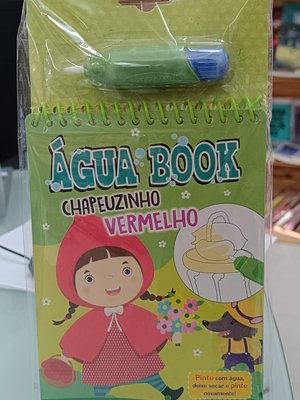 ÁGUA BOOK
CHAPEUZINHO
VERMELHO
Pinte com água,
deixe secar e pinte
novamente!